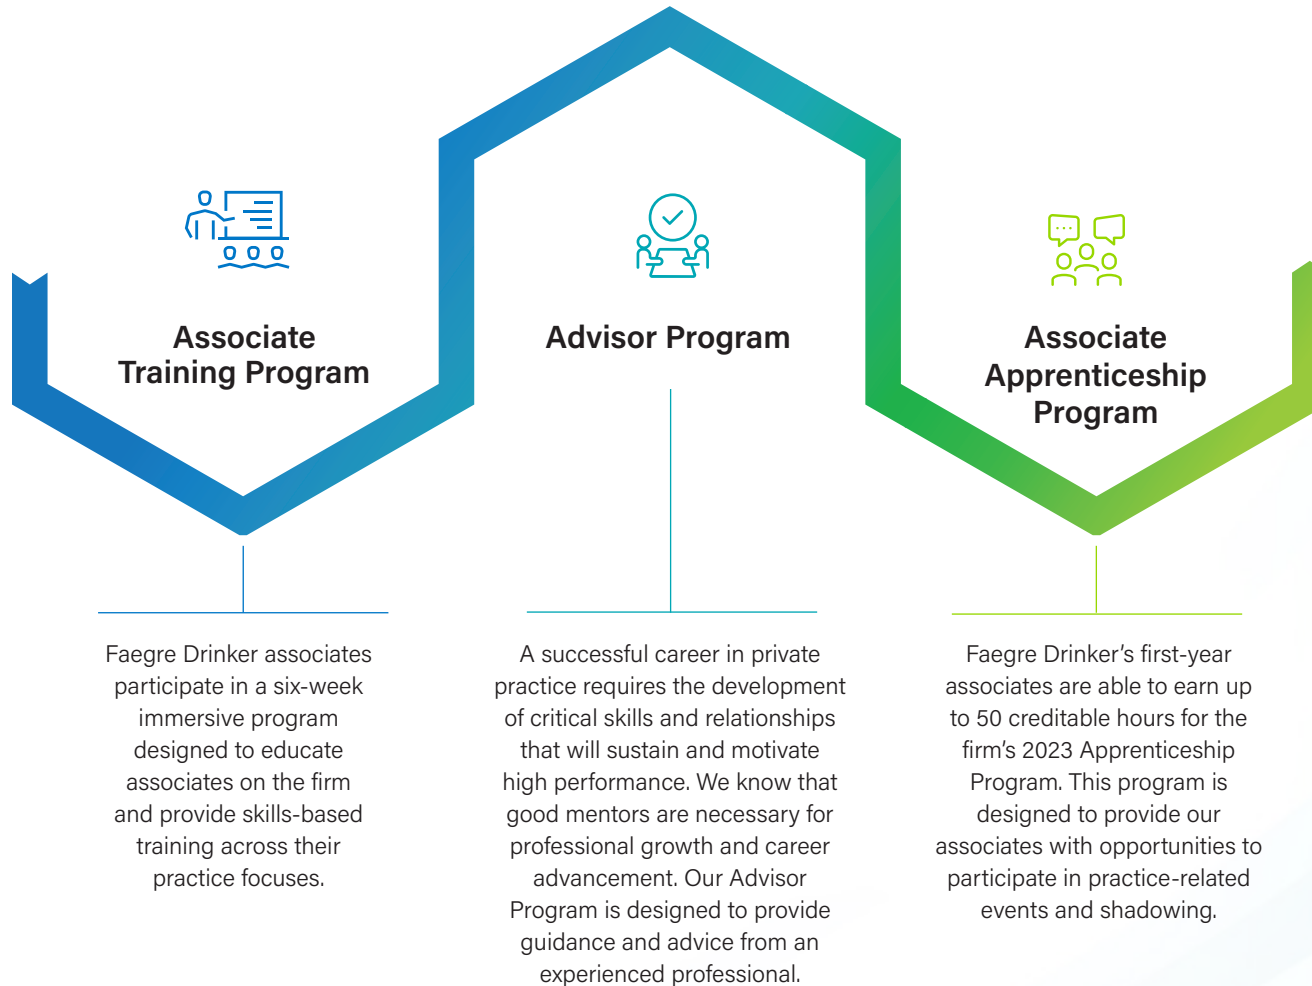 Associate
Training Program
Faegre Drinker associates
participate in a six-week
immersive program
designed to educate
associates on the firm
and provide skills-based
training across their
practice focuses.
Advisor Program
A successful career in private
practice requires the development
of critical skills and relationships
that will sustain and motivate
high performance. We know that
good mentors are necessary for
professional growth and career
advancement. Our Advisor
Program is designed to provide
guidance and advice from an
experienced professional.
Associate
Apprenticeship
Program
Faegre Drinker’s first-year
associates are able to earn up
to 50 creditable hours for the
firm’s 2023 Apprenticeship
Program. This program is
designed to provide our
associates with opportunities to
participate in practice-related
events and shadowing.